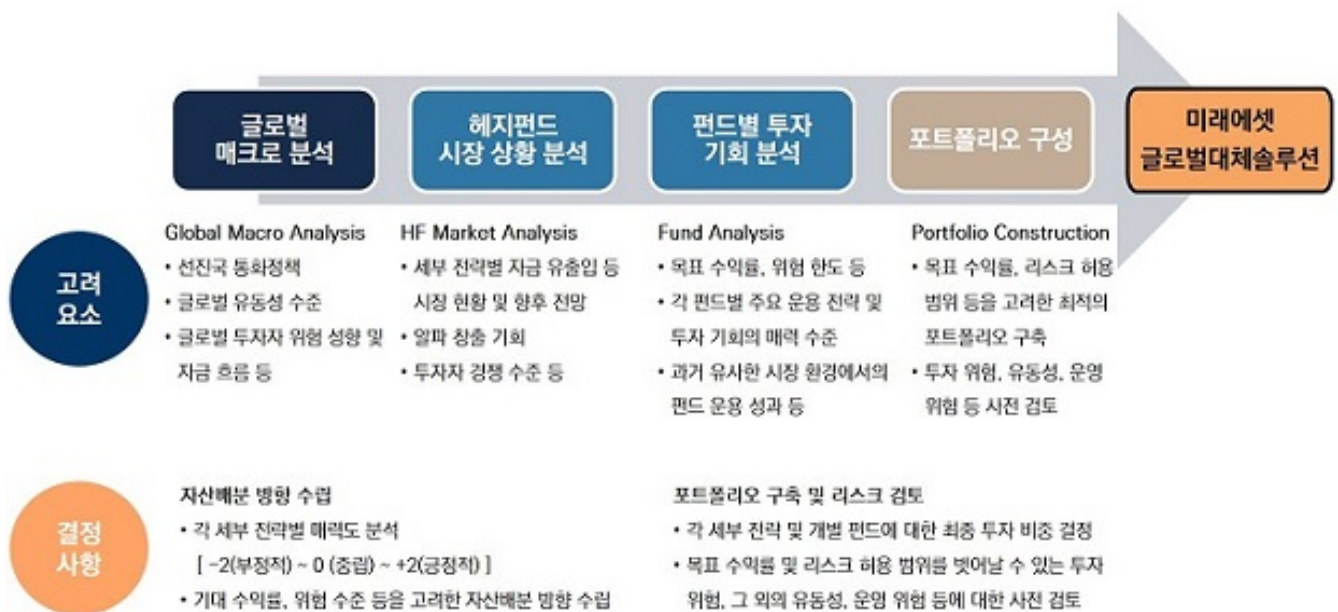 글로벌
매크로 분석
헤지펀드
시장 상황 분석
펀드별 투자
기회 분석
포트폴리오 구성
미래에셋
글로벌대체솔루션
고려
요소
Global Macro Analysis
• 선진국 통화정책
• 글로벌 유동성 수준
• 글로벌 투자자 위험 성향 및
자금 흐름 등
HF Market Analysis
• 세부 전략별 자금 유출입 등
시장 현황 및 향후 전망
• 알파 창출 기회
• 투자자 경쟁 수준 등
Fund Analysis
• 목표 수익률, 위험 한도 등
• 각 펀드별 주요 운용 전략 및
투자 기회의 매력 수준
• 과거 유사한 시장 환경에서의
펀드 운용 성과 등
Portfolio Construction
• 목표 수익률, 리스크 허용
범위 등을 고려한 최적의
포트폴리오 구축
• 투자 위험, 유동성, 운영
위험 등 사전 검토
결정
사항
자산배분 방향 수립
• 각 세부 전략별 매력도 분석
[ -2(부정적) ~ 0 (중립) ~ +2(긍정적) ]
• 기대 수익률, 위험 수준 등을 고려한 자산배분 방향 수립
포트폴리오 구축 및 리스크 검토
• 각 세부 전략 및 개별 펀드에 대한 최종 투자 비중 결정
• 목표 수익률 및 리스크 허용 범위를 벗어날 수 있는 투자
위험, 그 외의 유동성, 운영 위험 등에 대한 사전 검토